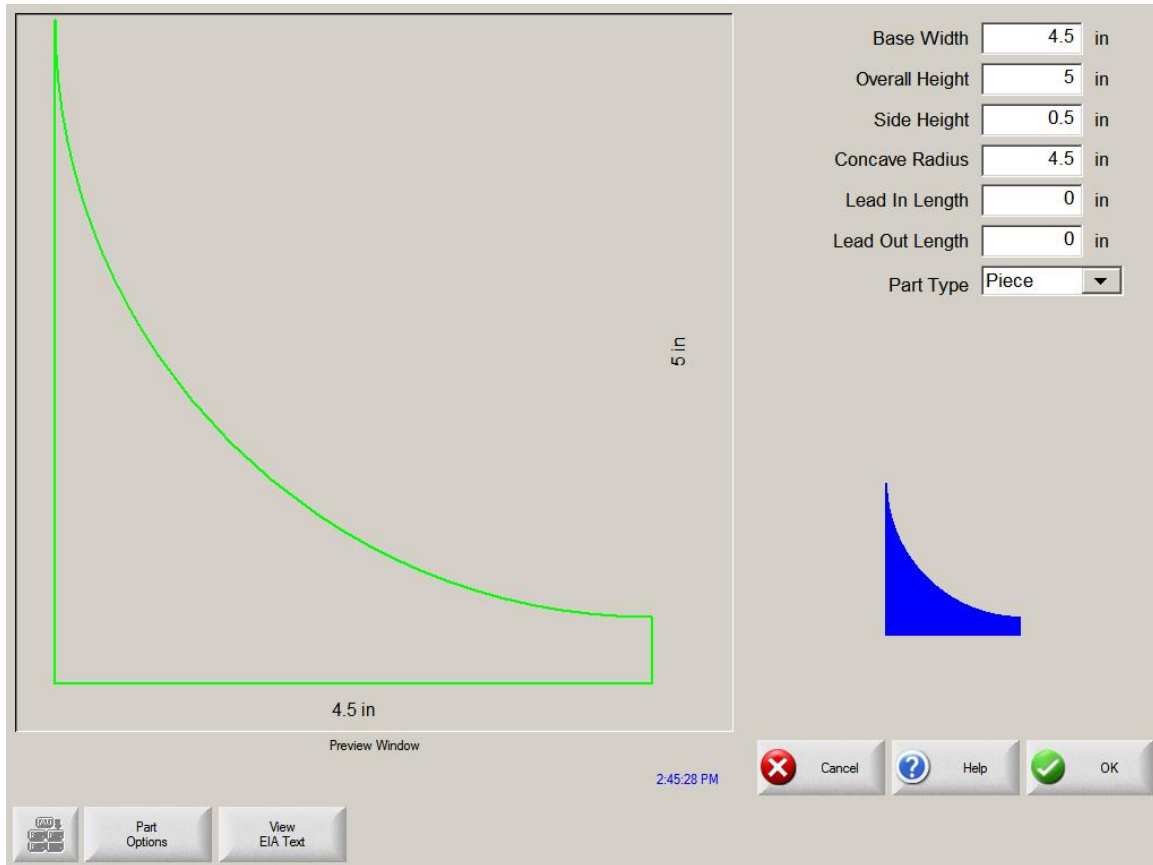 Base Width 4.5 in
Overall Height 5 in
Side Height 0.5 in
Concave Radius 4.5 in
Lead In Length 0 in
Lead Out Length 0 in
Part Type Piece
5 in
4.5 in
Preview Window
2:45:28 PM
Cancel
Help
OK
Part
Options
View
EIA Text